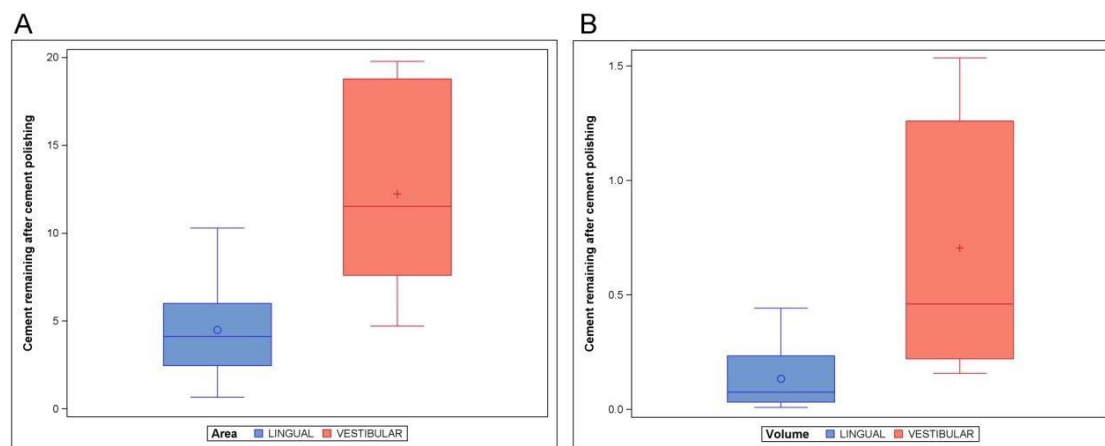 A
Cement remaining after cement polishing
20
15
10
5
0
Area LINGUAL VESTIBULAR
B
Cement remaining after cement polishing
1.5
1.0
0.5
0.0
Volume LINGUAL VESTIBULAR